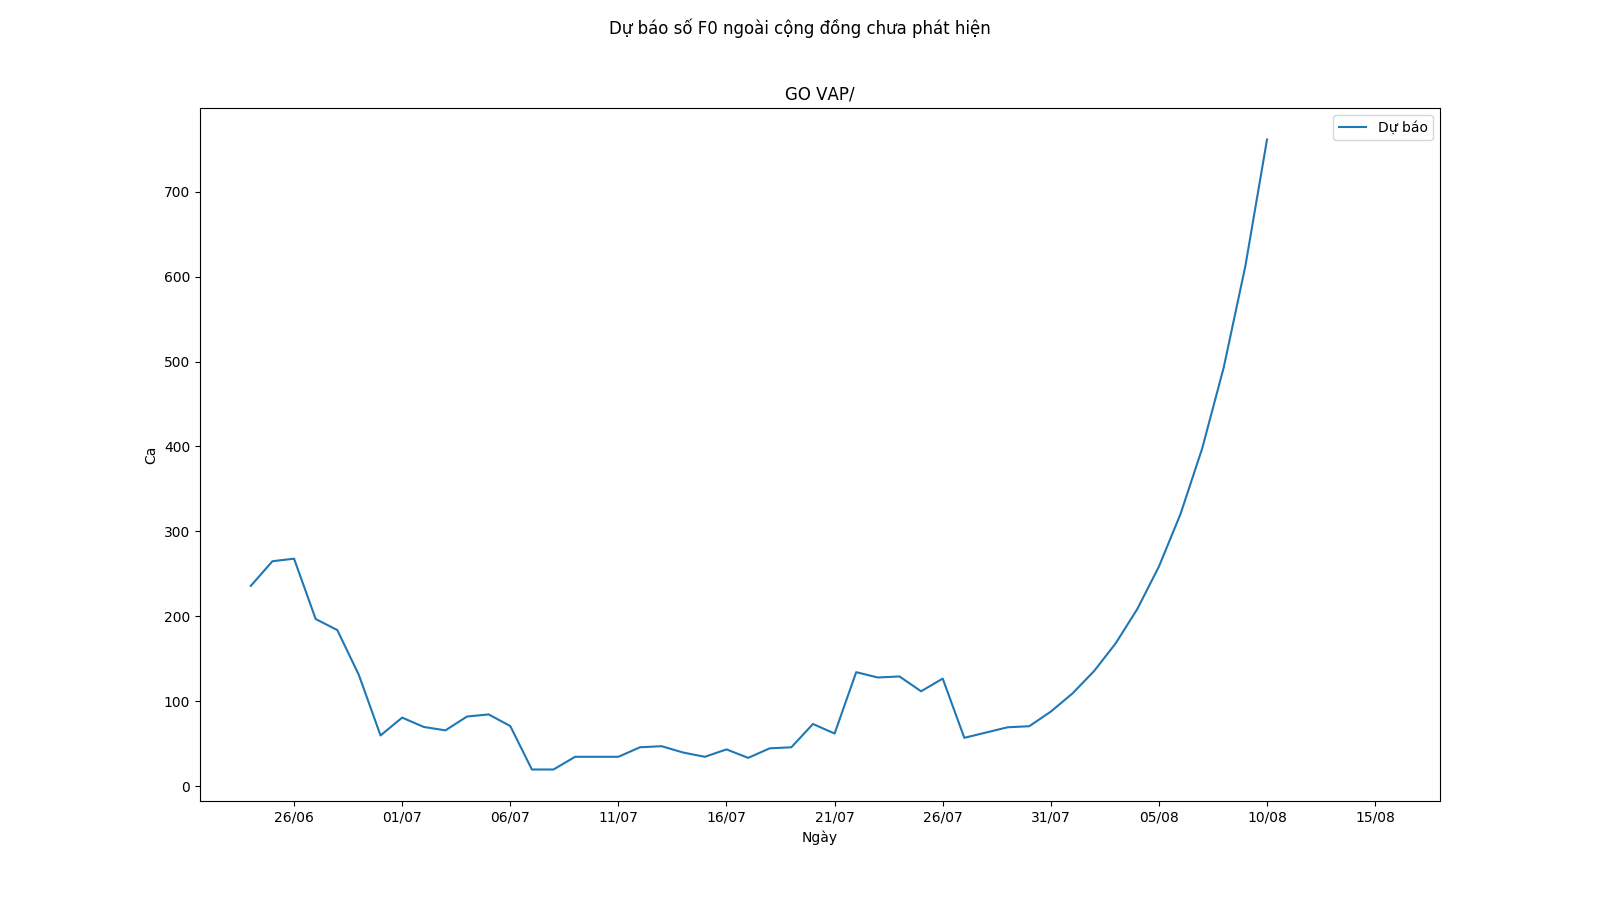 Dự báo số F0 ngoài cộng đồng chưa phát hiện
GO VAP/
Dự báo
700
600
500
400
300
200
100
0
Ca
26/06 01/07 06/07 11/07 16/07 21/07 26/07 31/07 05/08 10/08 15/08
Ngày